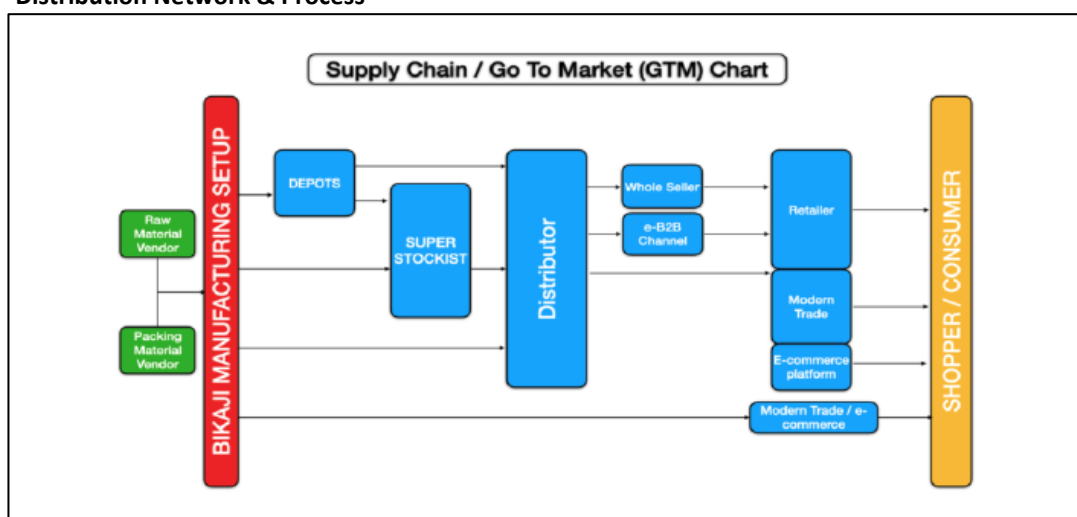 Distribution Network & Process
Supply Chain / Go To Market (GTM) Chart
BIKAJI MANUFACTURING SETUP
Raw
Material
Vendor
Packing
Material
Vendor
DEPOTS
SUPER
STOCKIST
Distributor
Whole Seller
e-B2B
Channel
Retailer
Modern
Trade
E-commerce
platform
Modern Trade / e-
commerce
SHOPPER / CONSUMER